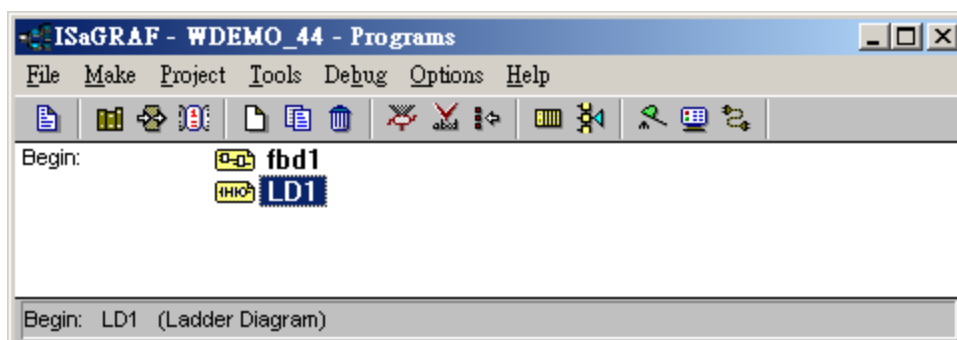 ISaGRAF - WDEMO_44 - Programs
File Make Project Tools Debug Options Help
Begin: fbd1
LD1
Begin: LD1 (Ladder Diagram)